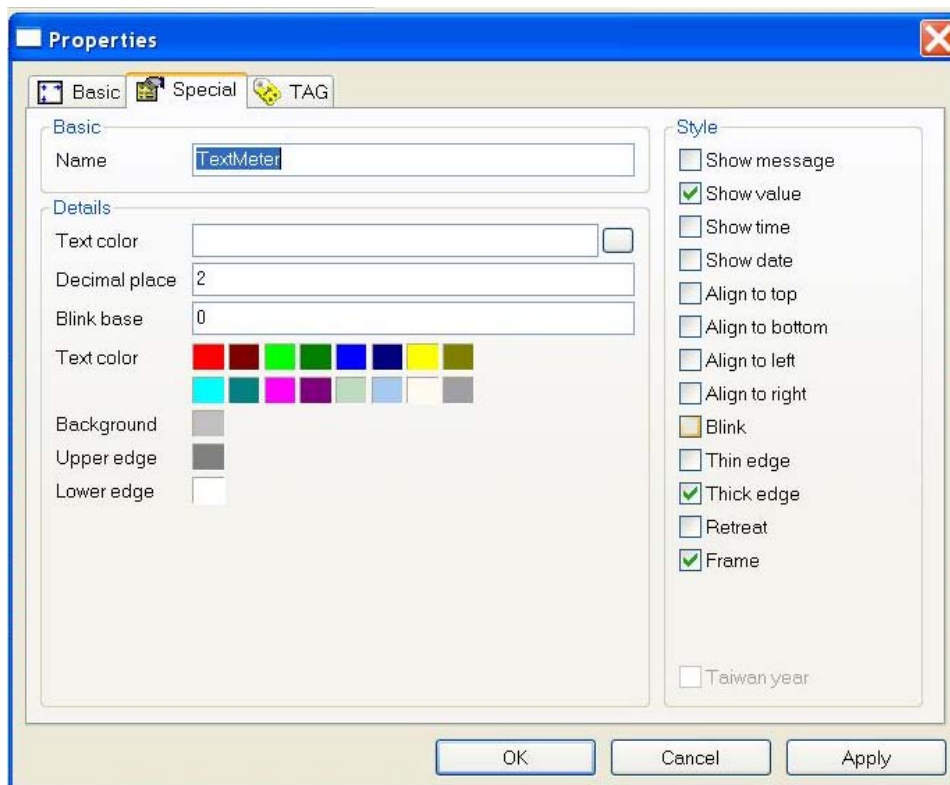 Properties
Basic Special TAG
Basic
Name TextMeter
Details
Text color
Decimal place 2
Blink base 0
Text color
Background
Upper edge
Lower edge
Style
Show message
Show value
Show time
Show date
Align to top
Align to bottom
Align to left
Align to right
Blink
Thin edge
Thick edge
Retreat
Frame
Taiwan year
OK Cancel Apply